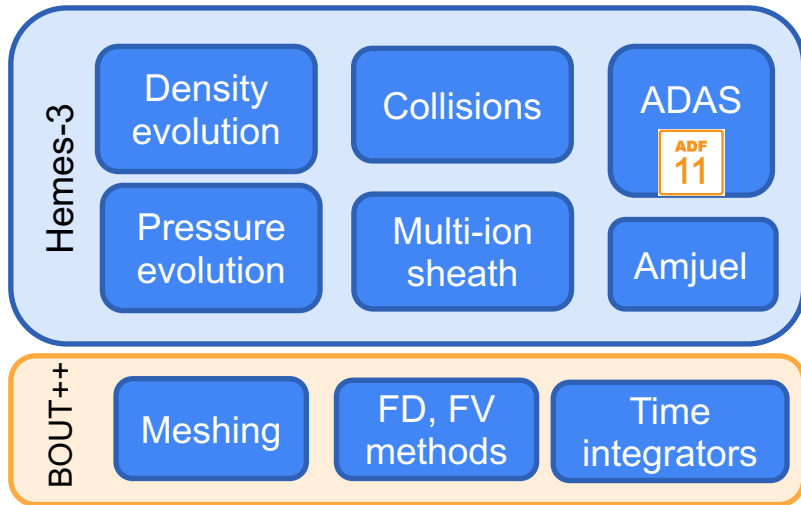 Hemes-3
Density
evolution
Collisions
ADAS
ADF
11
Pressure
evolution
Multi-ion
sheath
Amjuel
BOUT++
Meshing
FD, FV
methods
Time
integrators